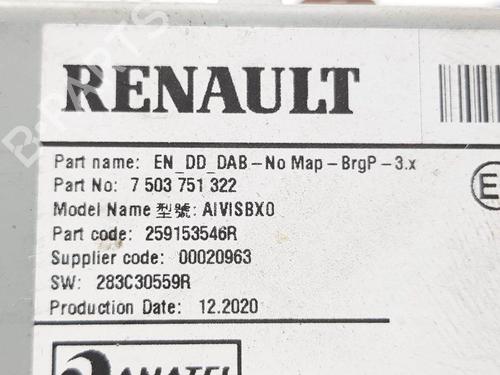 RENAULT
Part name: EN_DD_DAB-No Map-BrgP-3.x
Part No: 7 503 751 322
Model Name 型號: AIVISBX0
Part code: 259153546R
Supplier code: 00020963
SW: 283C30559R
Production Date: 12.2020
E
ANATEL
B-PARTS